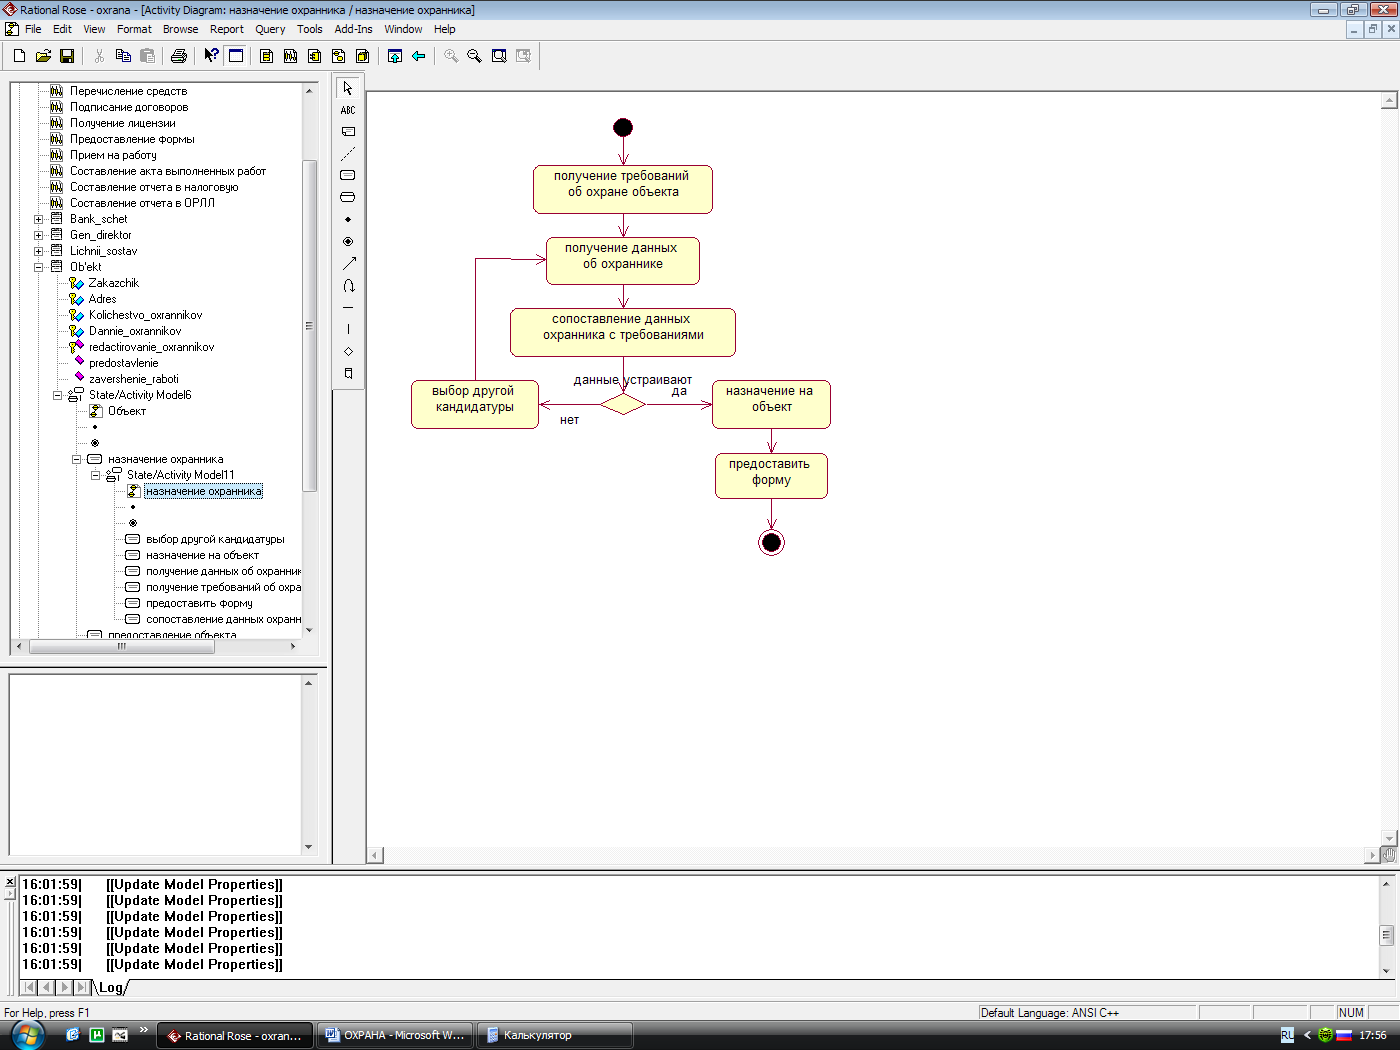 Rational Rose - oxrana - [Activity Diagram: назначение охранника / назначение охранника]
File Edit View Format Browse Report Query Tools Add-Ins Window Help
Перечисление средств
Подписание договоров
Получение лицензии
Предоставление формы
Прием на работу
Составление акта выполненных работ
Составление отчета в налоговую
Составление отчета в ОРЛЛ
Bank_schet
Gen_direktor
Lichnii_sostav
Ob'ekt
Zakazchik
Adres
Kolichestvo_oxrannikov
Dannie_oxrannikov
redactirovanie_oxrannikov
predostavlenie
zavershenie_raboti
State/Activity Model6
Объект
назначение охранника
State/Activity Model11
назначение охранника
выбор другой кандидатуры
назначение на объект
получение данных об охранник
получение требований об охра
предоставить форму
сопоставление данных охранн
предоставление объекта
ABC
получение требований
об охране объекта
получение данных
об охраннике
сопоставление данных
охранника с требованиями
данные устраивают
да
нет
выбор другой
кандидатуры
назначение на
объект
предоставить
форму
16:01:59| [[Update Model Properties]]
16:01:59| [[Update Model Properties]]
16:01:59| [[Update Model Properties]]
16:01:59| [[Update Model Properties]]
16:01:59| [[Update Model Properties]]
16:01:59| [[Update Model Properties]]
Log
For Help, press F1
Default Language: ANSI C++
NUM
Rational Rose - oxran...
ОХРАНА - Microsoft W...
Калькулятор
RL
17:56